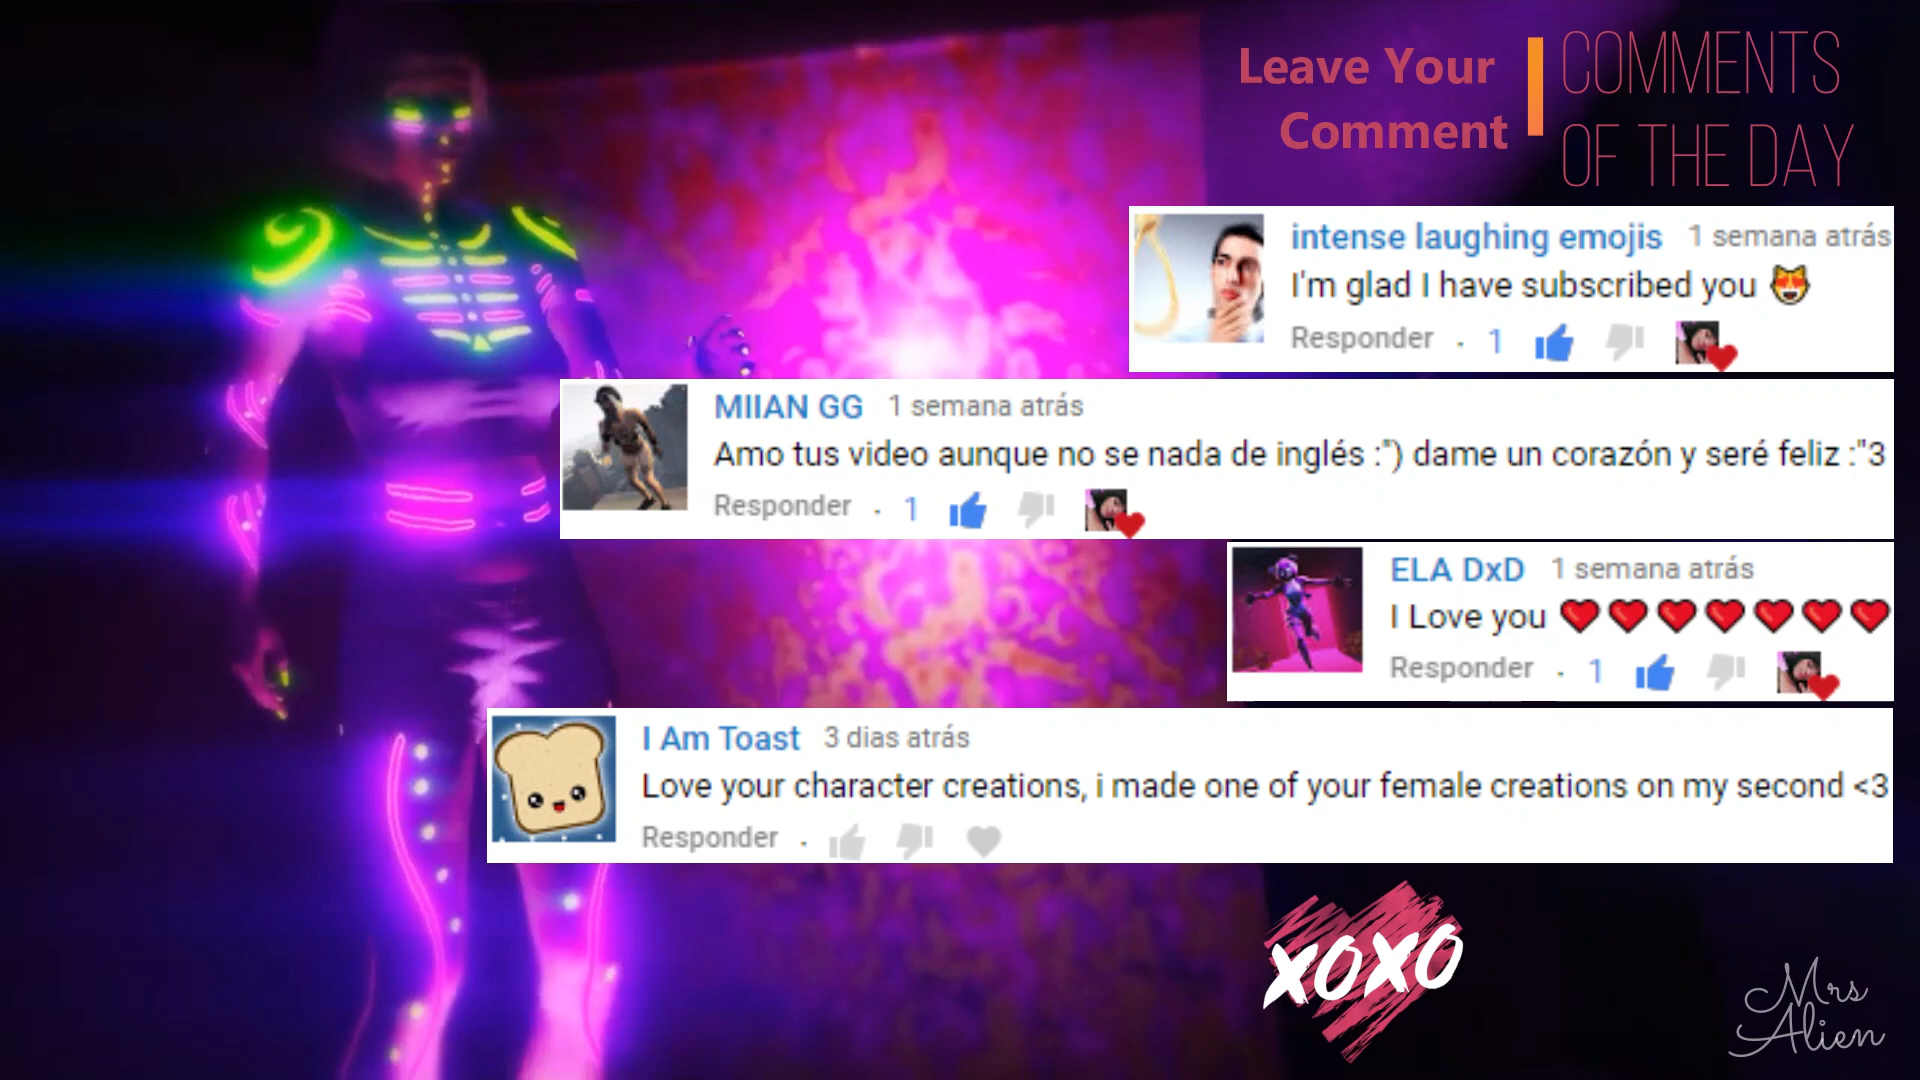 Leave Your
Comment
COMMENTS
OF THE DAY
intense laughing emojis 1 semana atrás
I'm glad I have subscribed you 😻
Responder · 1
MIIAN GG 1 semana atrás
Amo tus video aunque no se nada de inglés :") dame un corazón y seré feliz :"3
Responder · 1
ELA DxD 1 semana atrás
I Love you ❤❤❤❤❤❤❤
Responder · 1
I Am Toast 3 dias atrás
Love your character creations, i made one of your female creations on my second <3
Responder ·
XOXO
Mrs
Alien